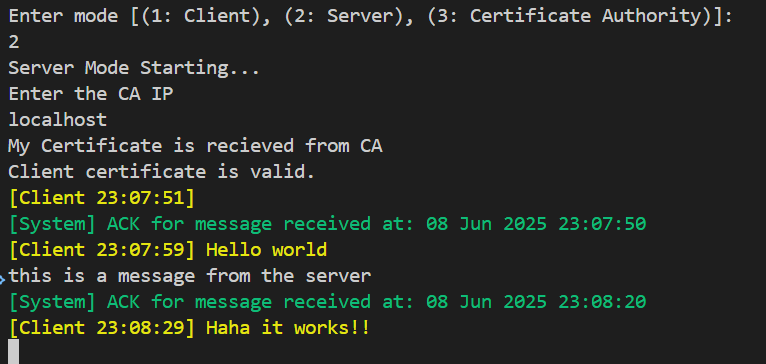 Enter mode [(1: Client), (2: Server), (3: Certificate Authority)]:
2
Server Mode Starting...
Enter the CA IP
localhost
My Certificate is recieved from CA
Client certificate is valid.
[Client 23:07:51]
[System] ACK for message received at: 08 Jun 2025 23:07:50
[Client 23:07:59] Hello world
this is a message from the server
[System] ACK for message received at: 08 Jun 2025 23:08:20
[Client 23:08:29] Haha it works!!